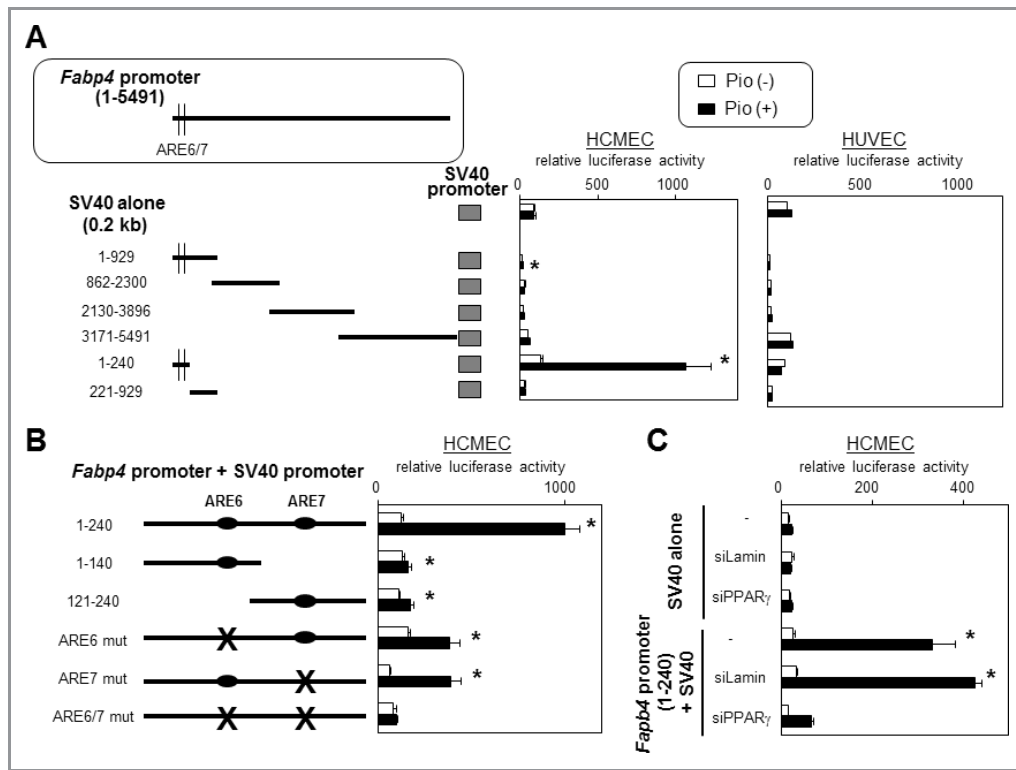 A
Fabp4 promoter
(1-5491)
ARE6/7
Pio (-)
Pio (+)
HCMEC
relative luciferase activity
0 500 1000
HUVEC
relative luciferase activity
0 500 1000
SV40
promoter
SV40 alone
(0.2 kb)
1-929
*
862-2300
2130-3896
3171-5491
1-240
*
221-929
B
Fabp4 promoter + SV40 promoter
ARE6 ARE7
HCMEC
relative luciferase activity
0 1000
1-240
*
1-140
*
121-240
*
ARE6 mut
X
*
ARE7 mut
X
*
ARE6/7 mut
X X
C
HCMEC
relative luciferase activity
0 200 400
SV40 alone
-
siLamin
siPPARγ
Fapb4 promoter
(1-240)
+ SV40
-
*
siLamin
*
siPPARγ